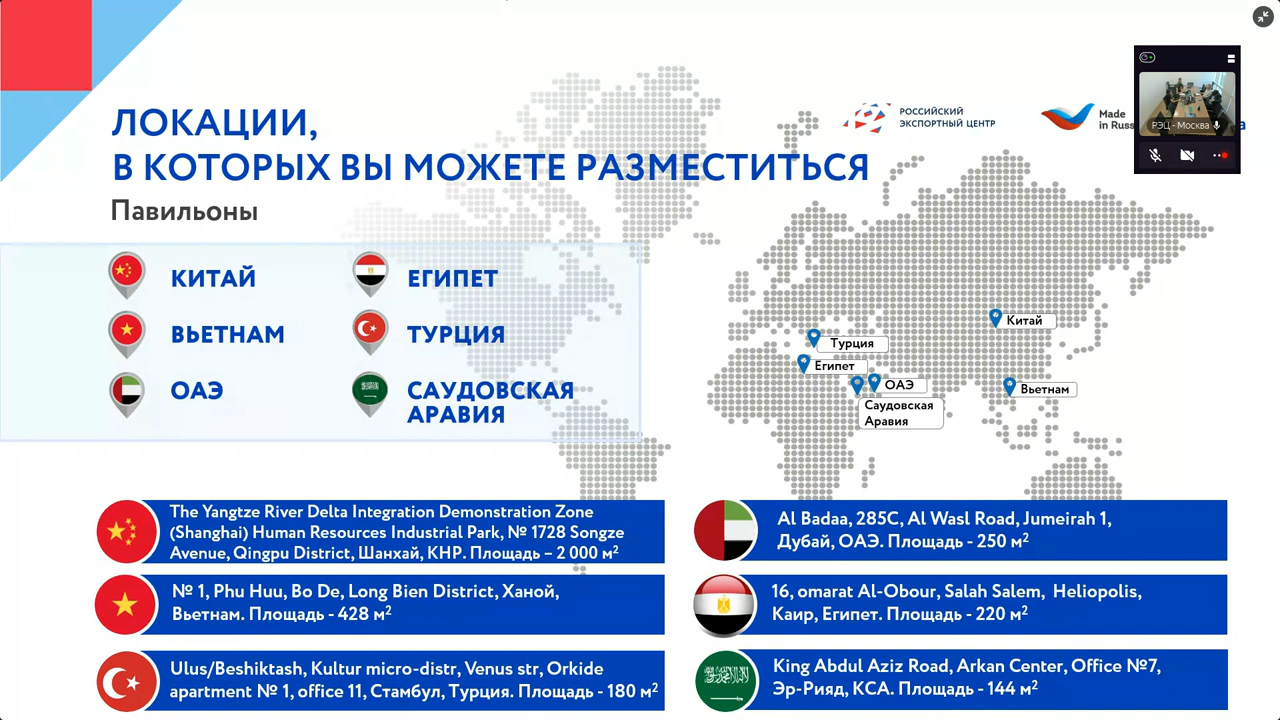 ЛОКАЦИИ,
В КОТОРЫХ ВЫ МОЖЕТЕ РАЗМЕСТИТЬСЯ
Павильоны
РОССИЙСКИЙ
ЭКСПОРТНЫЙ ЦЕНТР
Made
in Russ
РЭЦ - Москва
КИТАЙ
ЕГИПЕТ
ВЬЕТНАМ
ТУРЦИЯ
ОАЭ
САУДОВСКАЯ
АРАВИЯ
Китай
Турция
Египет
ОАЭ
Вьетнам
Саудовская
Аравия
The Yangtze River Delta Integration Demonstration Zone
(Shanghai) Human Resources Industrial Park, № 1728 Songze
Avenue, Qingpu District, Шанхай, КНР. Площадь – 2 000 м²
Al Badaa, 285C, Al Wasl Road, Jumeirah 1,
Дубай, ОАЭ. Площадь - 250 м²
№ 1, Phu Huu, Bo De, Long Bien District, Ханой,
Вьетнам. Площадь - 428 м²
16, omarat Al-Obour, Salah Salem, Heliopolis,
Каир, Египет. Площадь - 220 м²
Ulus/Beshiktash, Kultur micro-distr, Venus str, Orkide
apartment № 1, office 11, Стамбул, Турция. Площадь - 180 м²
King Abdul Aziz Road, Arkan Center, Office №7,
Эр-Рияд, КСА. Площадь - 144 м²